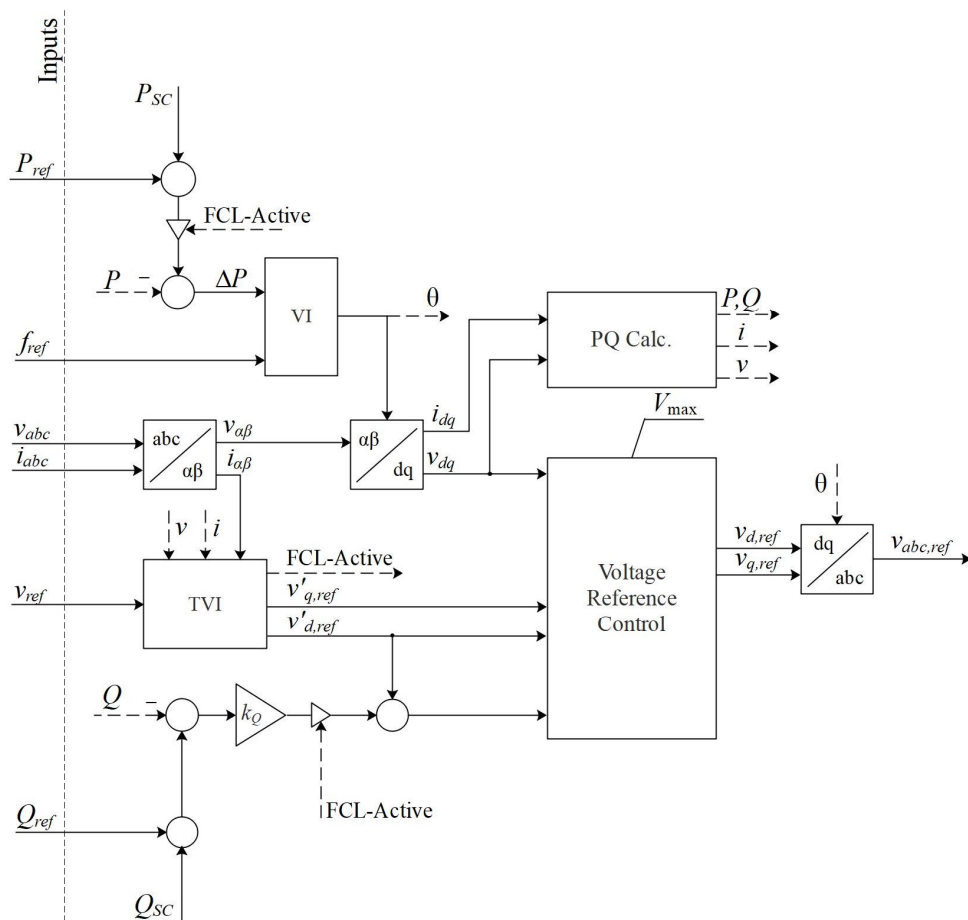 Inputs
P_SC
P_ref
FCL-Active
P
−
ΔP
VI
θ
f_ref
P,Q
i
v
PQ Calc.
V_max
v_abc
i_abc
abc
αβ
v_αβ
i_αβ
αβ
dq
i_dq
v_dq
θ
v
i
v_ref
TVI
FCL-Active
v'_q,ref
v'_d,ref
Voltage
Reference
Control
v_d,ref
v_q,ref
dq
abc
v_abc,ref
Q
−
k_Q
FCL-Active
Q_ref
Q_SC